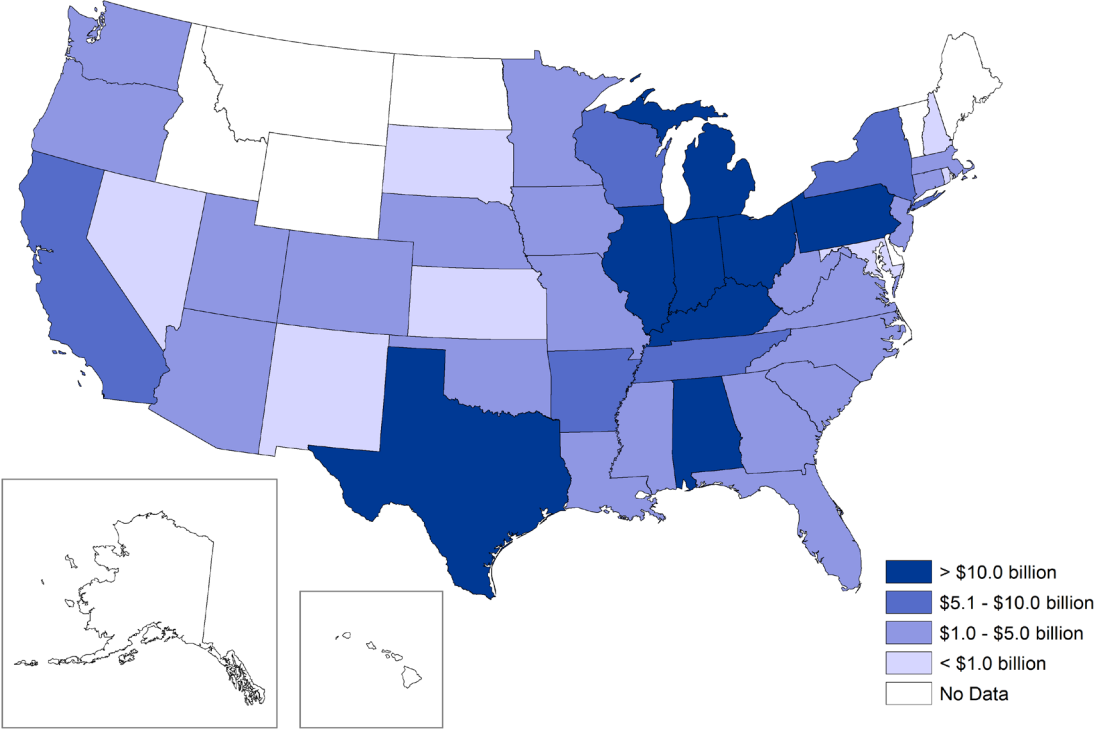 > $10.0 billion
$5.1 - $10.0 billion
$1.0 - $5.0 billion
< $1.0 billion
No Data